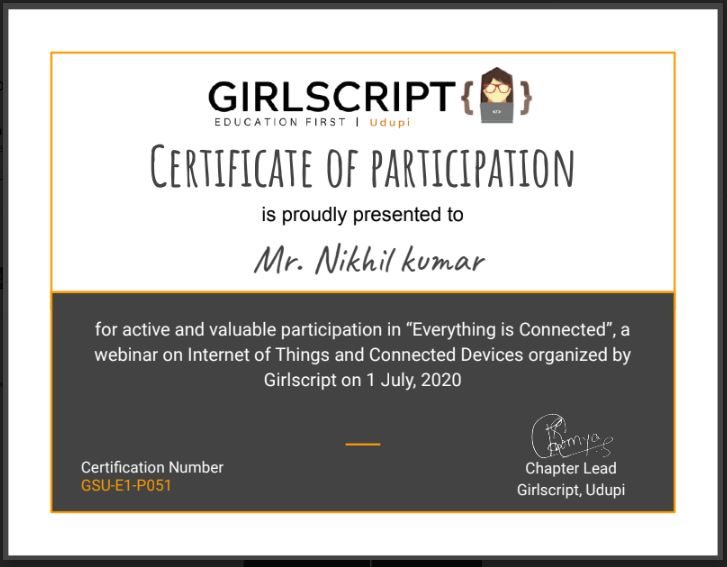 GIRLSCRIPT
EDUCATION FIRST | Udupi
CERTIFICATE OF PARTICIPATION
is proudly presented to
Mr. Nikhil kumar
for active and valuable participation in “Everything is Connected”, a
webinar on Internet of Things and Connected Devices organized by
Girlscript on 1 July, 2020
Certification Number
GSU-E1-P051
Chapter Lead
Girlscript, Udupi